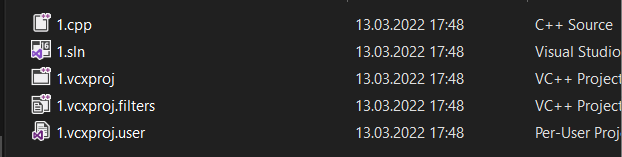 1.cpp 13.03.2022 17:48 C++ Source
1.sln 13.03.2022 17:48 Visual Studio
1.vcxproj 13.03.2022 17:48 VC++ Project
1.vcxproj.filters 13.03.2022 17:48 VC++ Project
1.vcxproj.user 13.03.2022 17:48 Per-User Proj